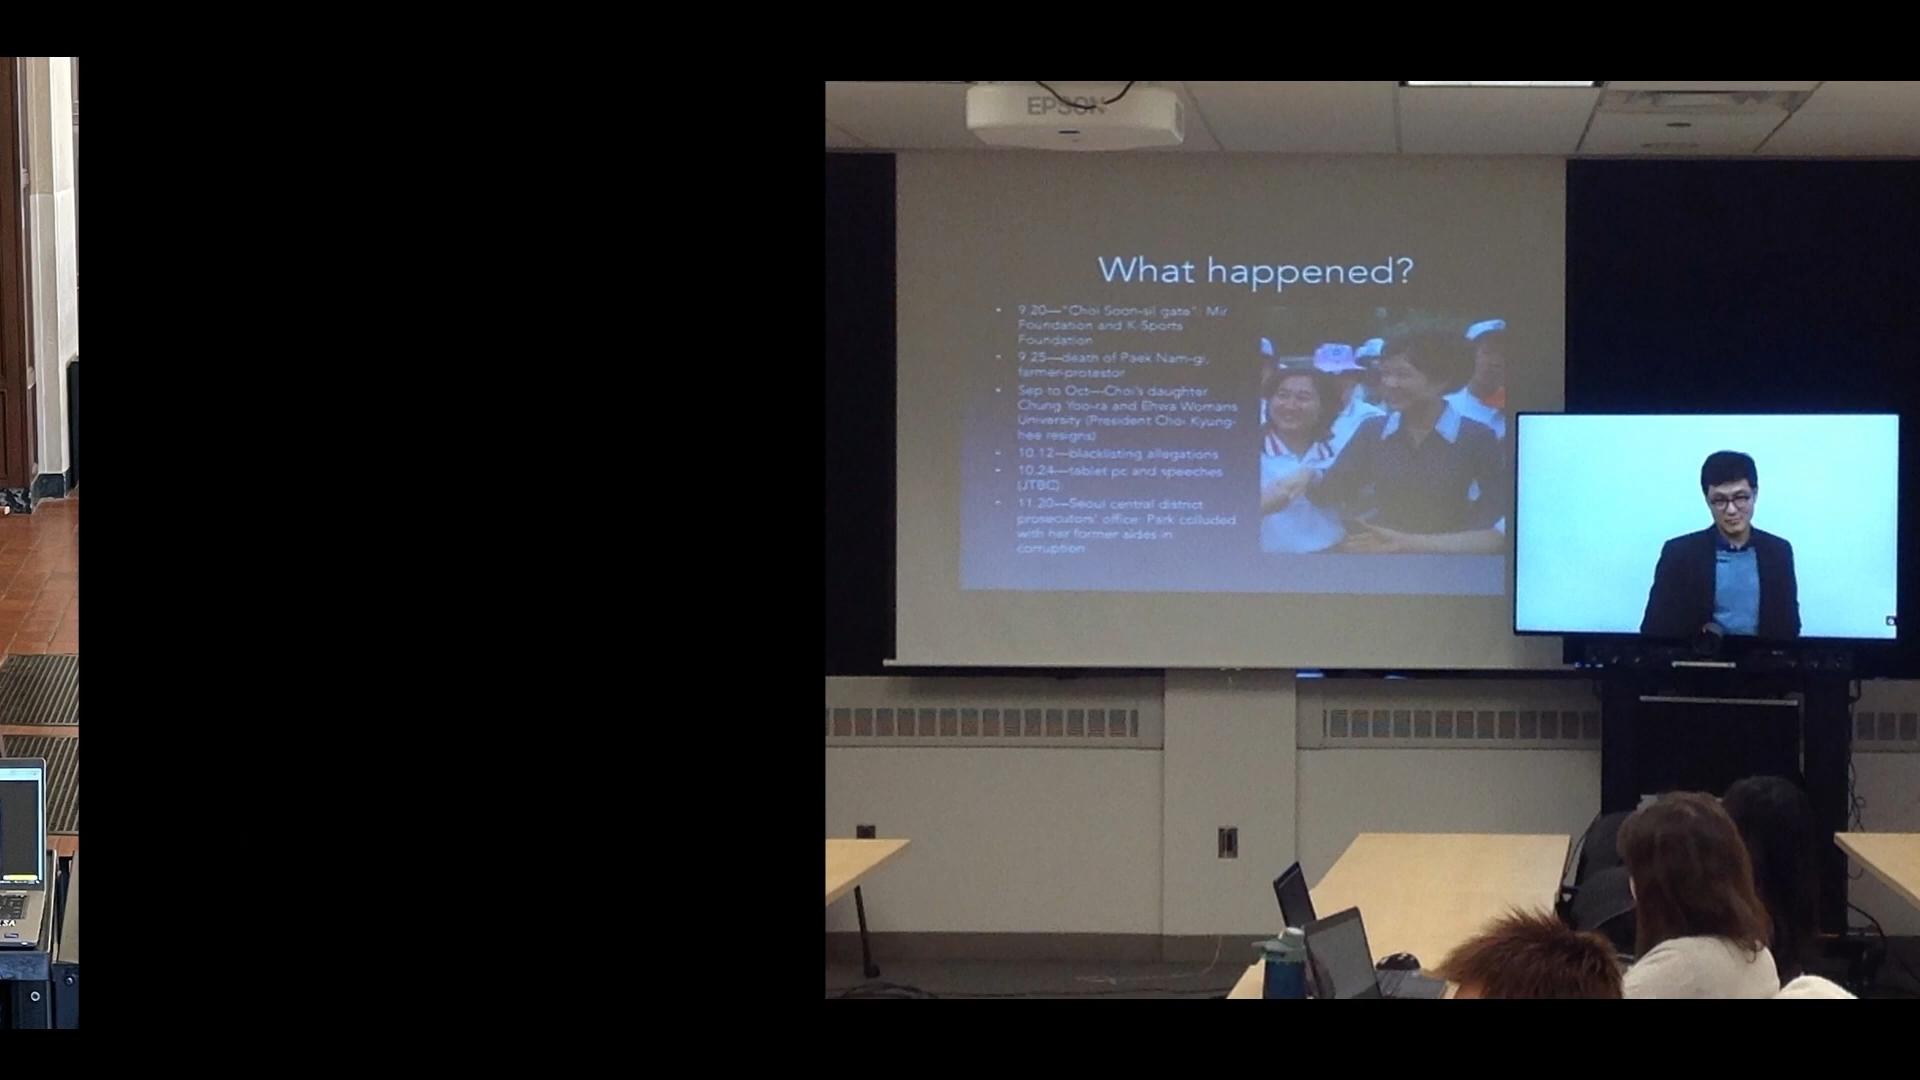 EPSON
What happened?
• 9.20—"Choi Soon-sil gate": Mir
Foundation and K-Sports
Foundation
• 9.25—death of Paek Nam-gi,
farmer-protestor
• Sep to Oct—Choi's daughter
Chung Yoo-ra and Ehwa Womans
University (President Choi Kyung-
hee resigns)
• 10.12—blacklisting allegations
• 10.24—tablet pc and speeches
(JTBC)
• 11.20—Seoul central district
prosecutors' office: Park colluded
with her former aides in
corruption